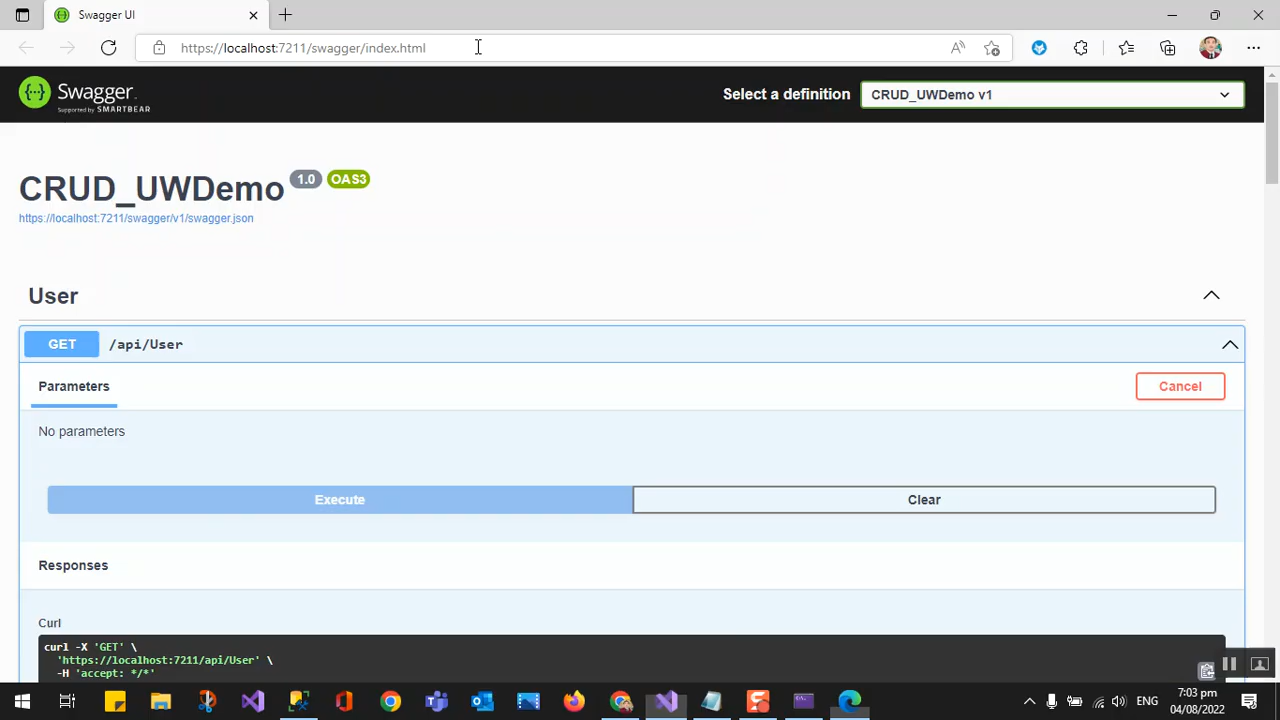 Swagger UI
https://localhost:7211/swagger/index.html
Swagger
Supported by SMARTBEAR
Select a definition
CRUD_UWDemo v1
CRUD_UWDemo 1.0 OAS3
https://localhost:7211/swagger/v1/swagger.json
User
GET /api/User
Parameters
Cancel
No parameters
Execute
Clear
Responses
Curl
curl -X 'GET' \
'https://localhost:7211/api/User' \
-H 'accept: */*'
ENG
7:03 pm
04/08/2022